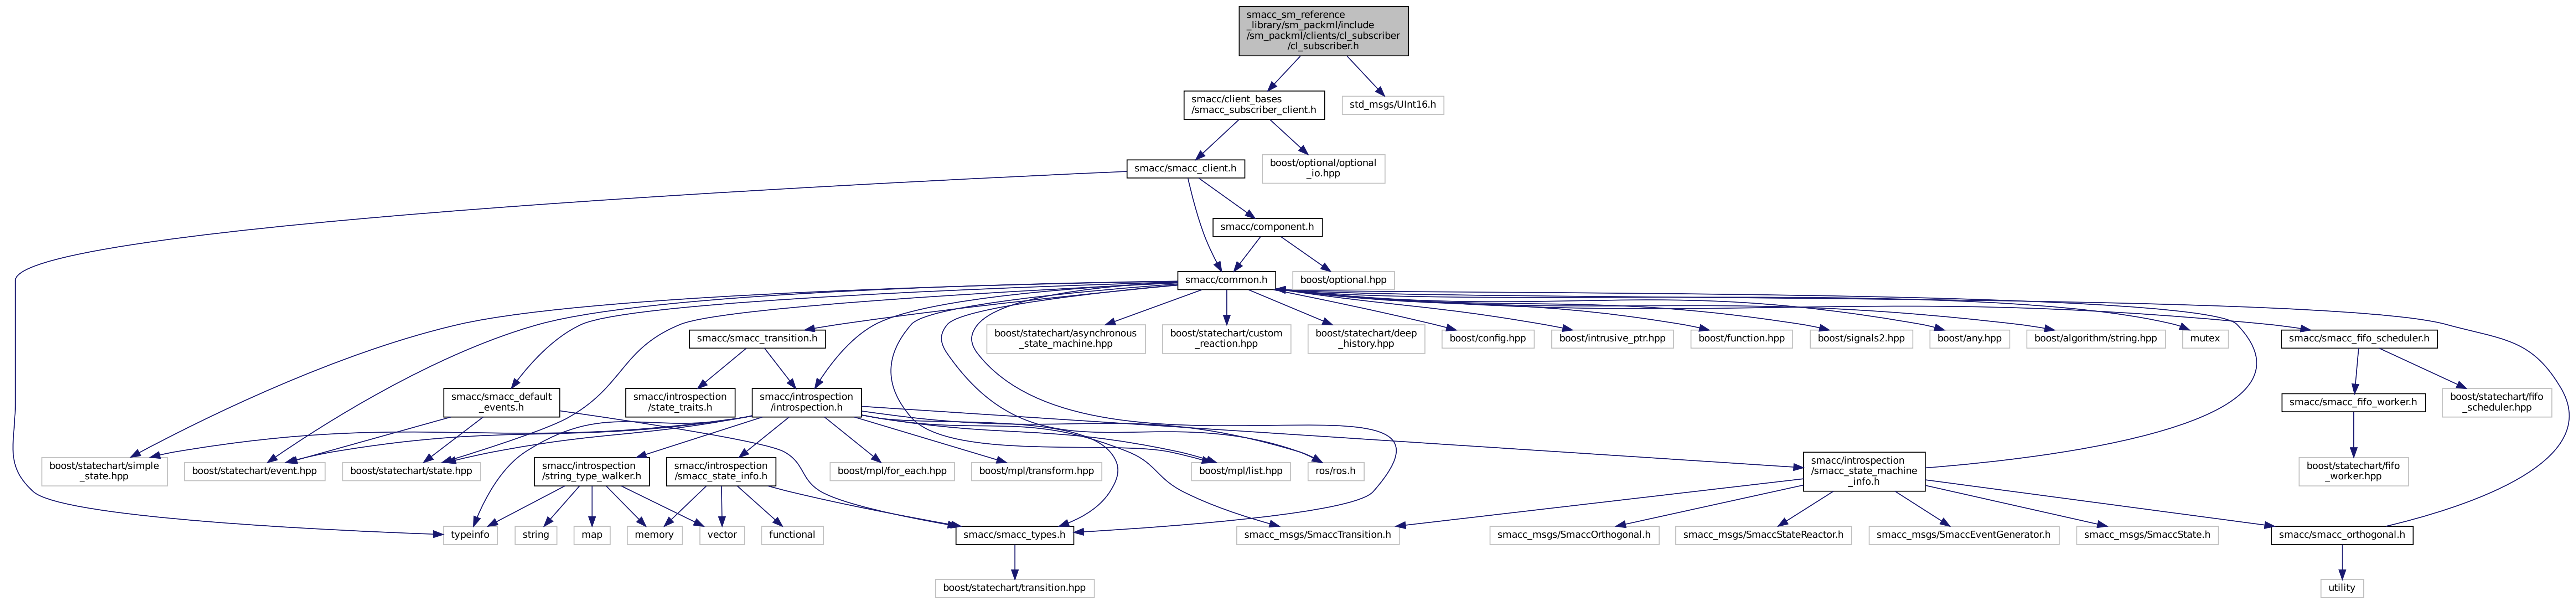 smacc_sm_reference
_library/sm_packml/include
/sm_packml/clients/cl_subscriber
/cl_subscriber.h
smacc/client_bases
/smacc_subscriber_client.h
std_msgs/UInt16.h
smacc/smacc_client.h
boost/optional/optional
_io.hpp
smacc/component.h
smacc/common.h
boost/optional.hpp
smacc/smacc_transition.h
boost/statechart/asynchronous
_state_machine.hpp
boost/statechart/custom
_reaction.hpp
boost/statechart/deep
_history.hpp
boost/config.hpp
boost/intrusive_ptr.hpp
boost/function.hpp
boost/signals2.hpp
boost/any.hpp
boost/algorithm/string.hpp
mutex
smacc/smacc_fifo_scheduler.h
smacc/smacc_default
_events.h
smacc/introspection
/state_traits.h
smacc/introspection
/introspection.h
smacc/smacc_fifo_worker.h
boost/statechart/fifo
_scheduler.hpp
boost/statechart/simple
_state.hpp
boost/statechart/event.hpp
boost/statechart/state.hpp
smacc/introspection
/string_type_walker.h
smacc/introspection
/smacc_state_info.h
boost/mpl/for_each.hpp
boost/mpl/transform.hpp
boost/mpl/list.hpp
ros/ros.h
smacc/introspection
/smacc_state_machine
_info.h
boost/statechart/fifo
_worker.hpp
typeinfo
string
map
memory
vector
functional
smacc/smacc_types.h
smacc_msgs/SmaccTransition.h
smacc_msgs/SmaccOrthogonal.h
smacc_msgs/SmaccStateReactor.h
smacc_msgs/SmaccEventGenerator.h
smacc_msgs/SmaccState.h
smacc/smacc_orthogonal.h
boost/statechart/transition.hpp
utility